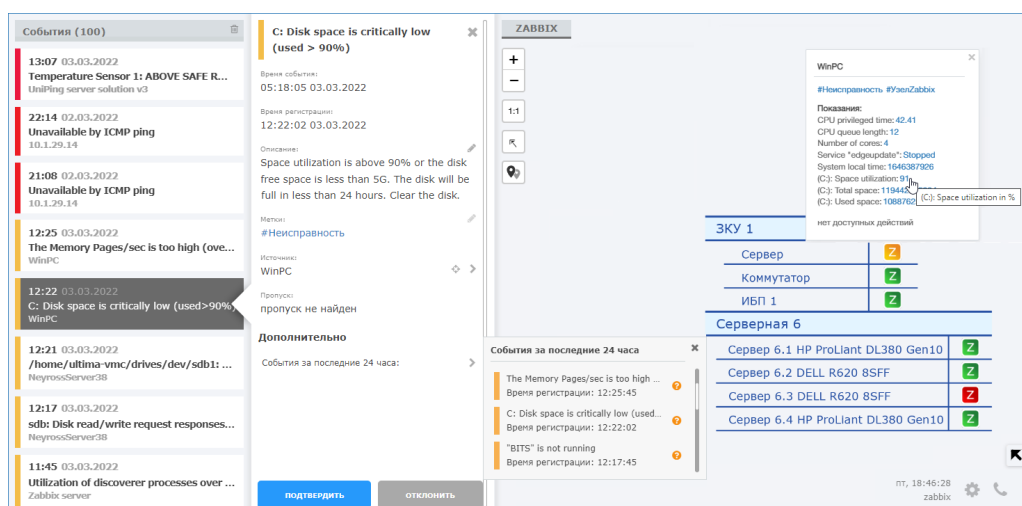 События (100)
13:07 03.03.2022
Temperature Sensor 1: ABOVE SAFE R...
UniPing server solution v3
22:14 02.03.2022
Unavailable by ICMP ping
10.1.29.14
21:08 03.03.2022
Unavailable by ICMP ping
10.1.29.14
12:25 03.03.2022
The Memory Pages/sec is too high (ove...
WinPC
12:22 03.03.2022
C: Disk space is critically low (used>90%)
WinPC
12:21 03.03.2022
/home/ultima-vmc/drives/dev/sdb1: ...
NeyrossServer38
12:17 03.03.2022
sdb: Disk read/write request responses...
NeyrossServer38
11:45 03.03.2022
Utilization of discoverer processes over ...
Zabbix server
C: Disk space is critically low
(used > 90%)
Время события:
05:18:05 03.03.2022
Время регистрации:
12:22:02 03.03.2022
Описание:
Space utilization is above 90% or the disk
free space is less than 5G. The disk will be
full in less than 24 hours. Clear the disk.
Метки:
#Неисправность
Источник:
WinPC
Пропуск:
пропуск не найден
Дополнительно
События за последние 24 часа:
ПОДТВЕРДИТЬ
ОТКЛОНИТЬ
ZABBIX
+
−
1:1
WinPC
#Неисправность #УзелZabbix
Показания:
CPU privileged time: 42.41
CPU queue length: 12
Number of cores: 4
Service "edgeupdate": Stopped
System local time: 1646387926
(C:): Space utilization: 91
(C:): Total space: 119442
(C:): Used space: 1088762
(C:): Space utilization in %
нет доступных действий
ЗКУ 1
Сервер Z
Коммутатор Z
ИБП 1 Z
Серверная 6
Сервер 6.1 HP ProLiant DL380 Gen10 Z
Сервер 6.2 DELL R620 8SFF Z
Сервер 6.3 DELL R620 8SFF Z
Сервер 6.4 HP ProLiant DL380 Gen10 Z
События за последние 24 часа
The Memory Pages/sec is too high ...
Время регистрации: 12:25:45
C: Disk space is critically low (used...
Время регистрации: 12:22:02
"BITS" is not running
Время регистрации: 12:17:45
пт, 18:46:28
zabbix